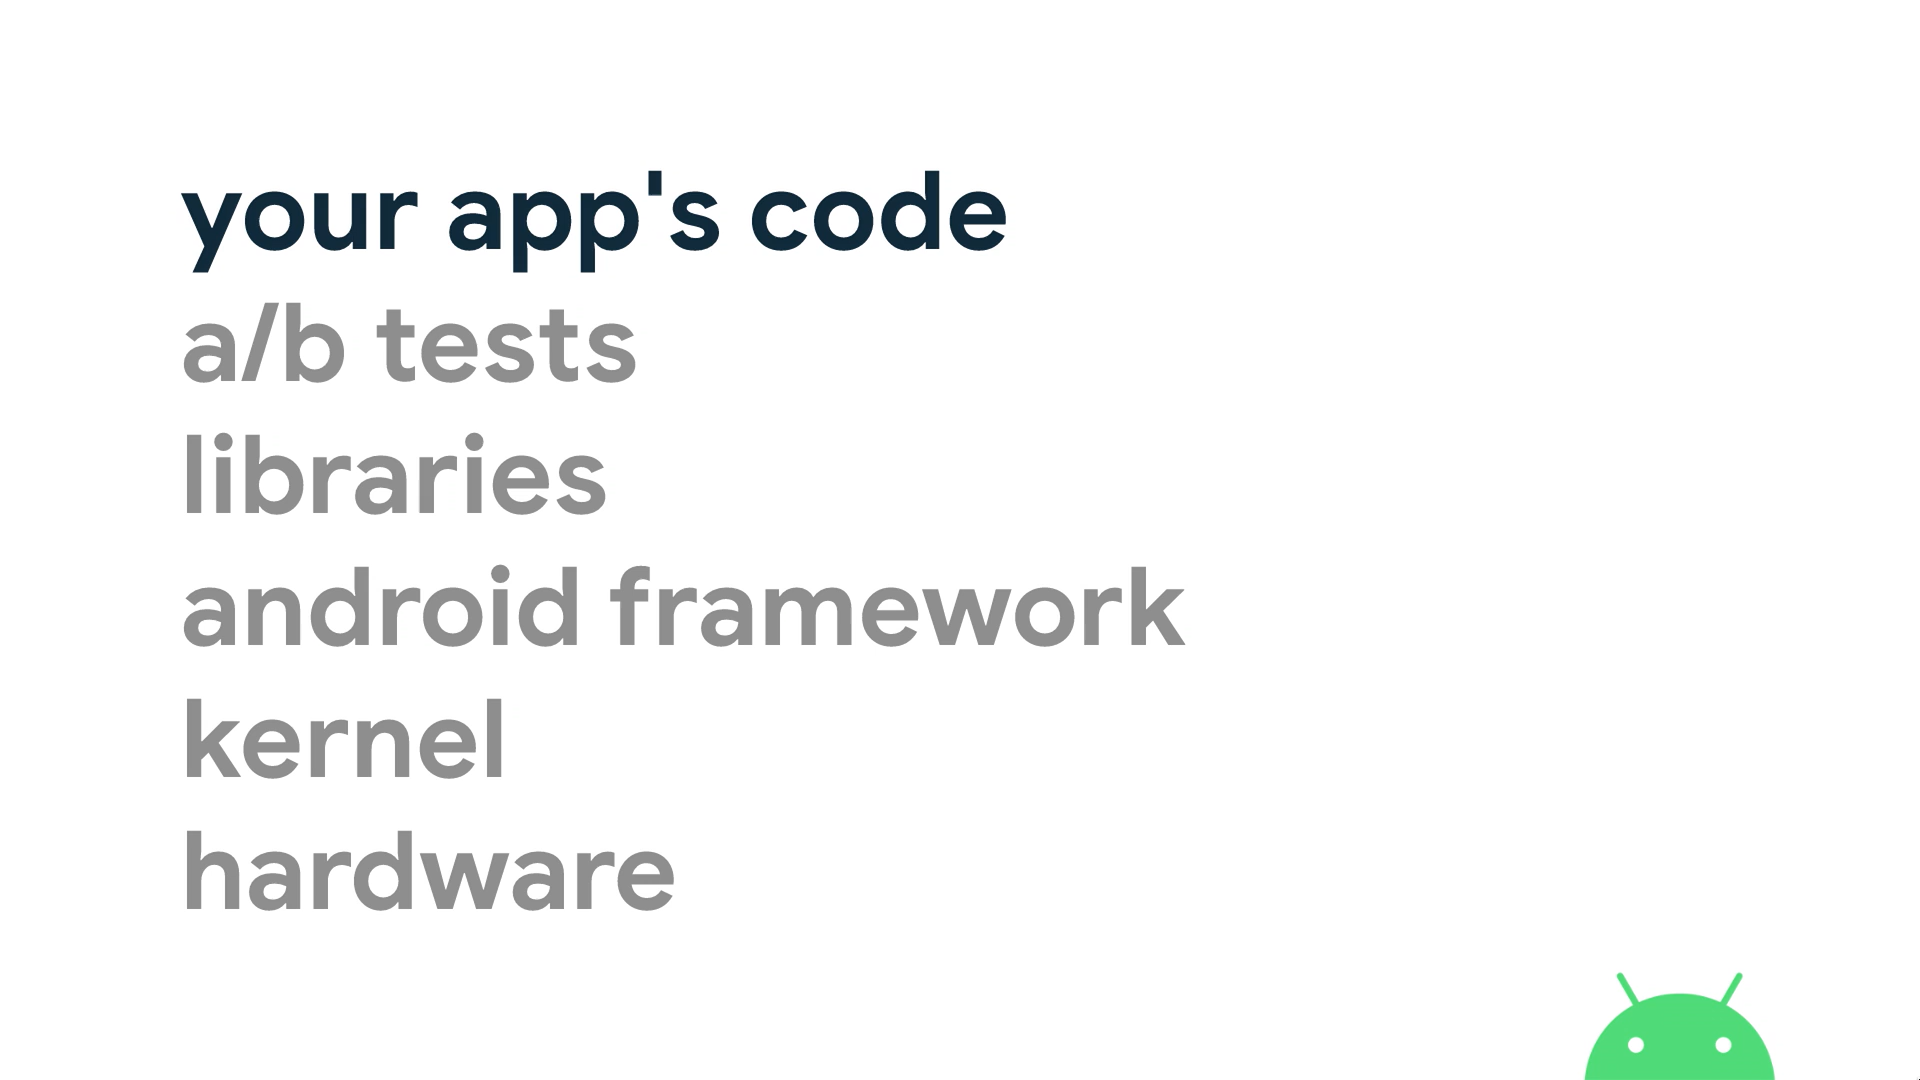 your app's code
a/b tests
libraries
android framework
kernel
hardware